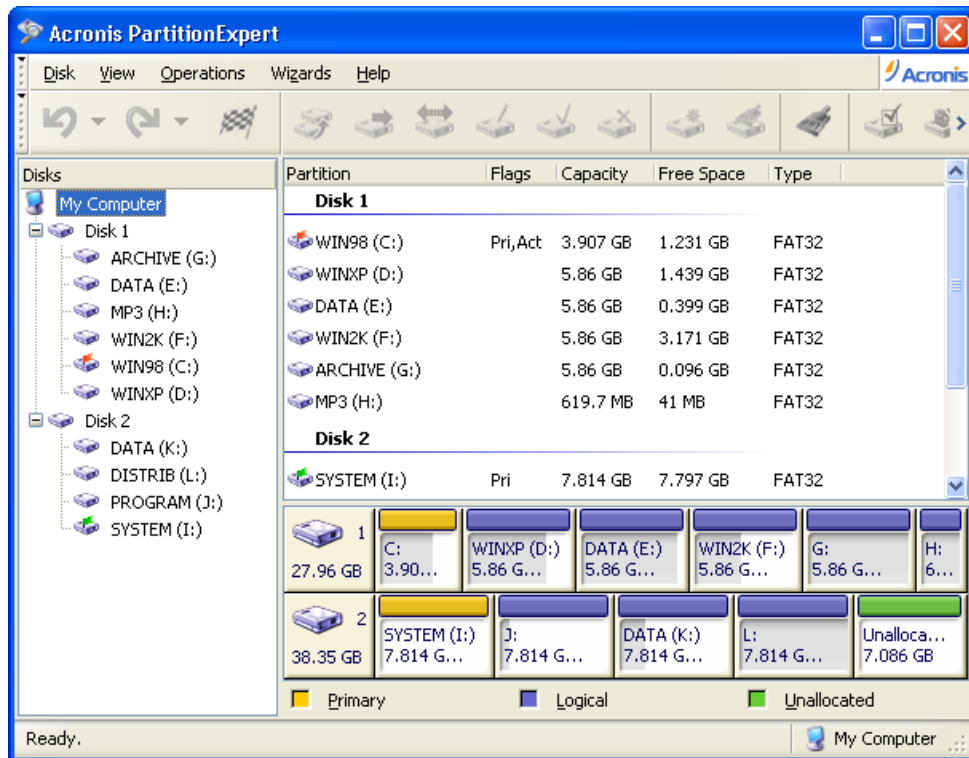 Acronis PartitionExpert
Disk View Operations Wizards Help Acronis
Disks
My Computer
Disk 1
ARCHIVE (G:)
DATA (E:)
MP3 (H:)
WIN2K (F:)
WIN98 (C:)
WINXP (D:)
Disk 2
DATA (K:)
DISTRIB (L:)
PROGRAM (J:)
SYSTEM (I:)
Partition Flags Capacity Free Space Type
Disk 1
WIN98 (C:) Pri,Act 3.907 GB 1.231 GB FAT32
WINXP (D:) 5.86 GB 1.439 GB FAT32
DATA (E:) 5.86 GB 0.399 GB FAT32
WIN2K (F:) 5.86 GB 3.171 GB FAT32
ARCHIVE (G:) 5.86 GB 0.096 GB FAT32
MP3 (H:) 619.7 MB 41 MB FAT32
Disk 2
SYSTEM (I:) Pri 7.814 GB 7.797 GB FAT32
1
27.96 GB
C:
3.90...
WINXP (D:)
5.86 G...
DATA (E:)
5.86 G...
WIN2K (F:)
5.86 G...
G:
5.86 G...
H:
6...
2
38.35 GB
SYSTEM (I:)
7.814 G...
J:
7.814 G...
DATA (K:)
7.814 G...
L:
7.814 G...
Unalloca...
7.086 GB
Primary Logical Unallocated
Ready. My Computer